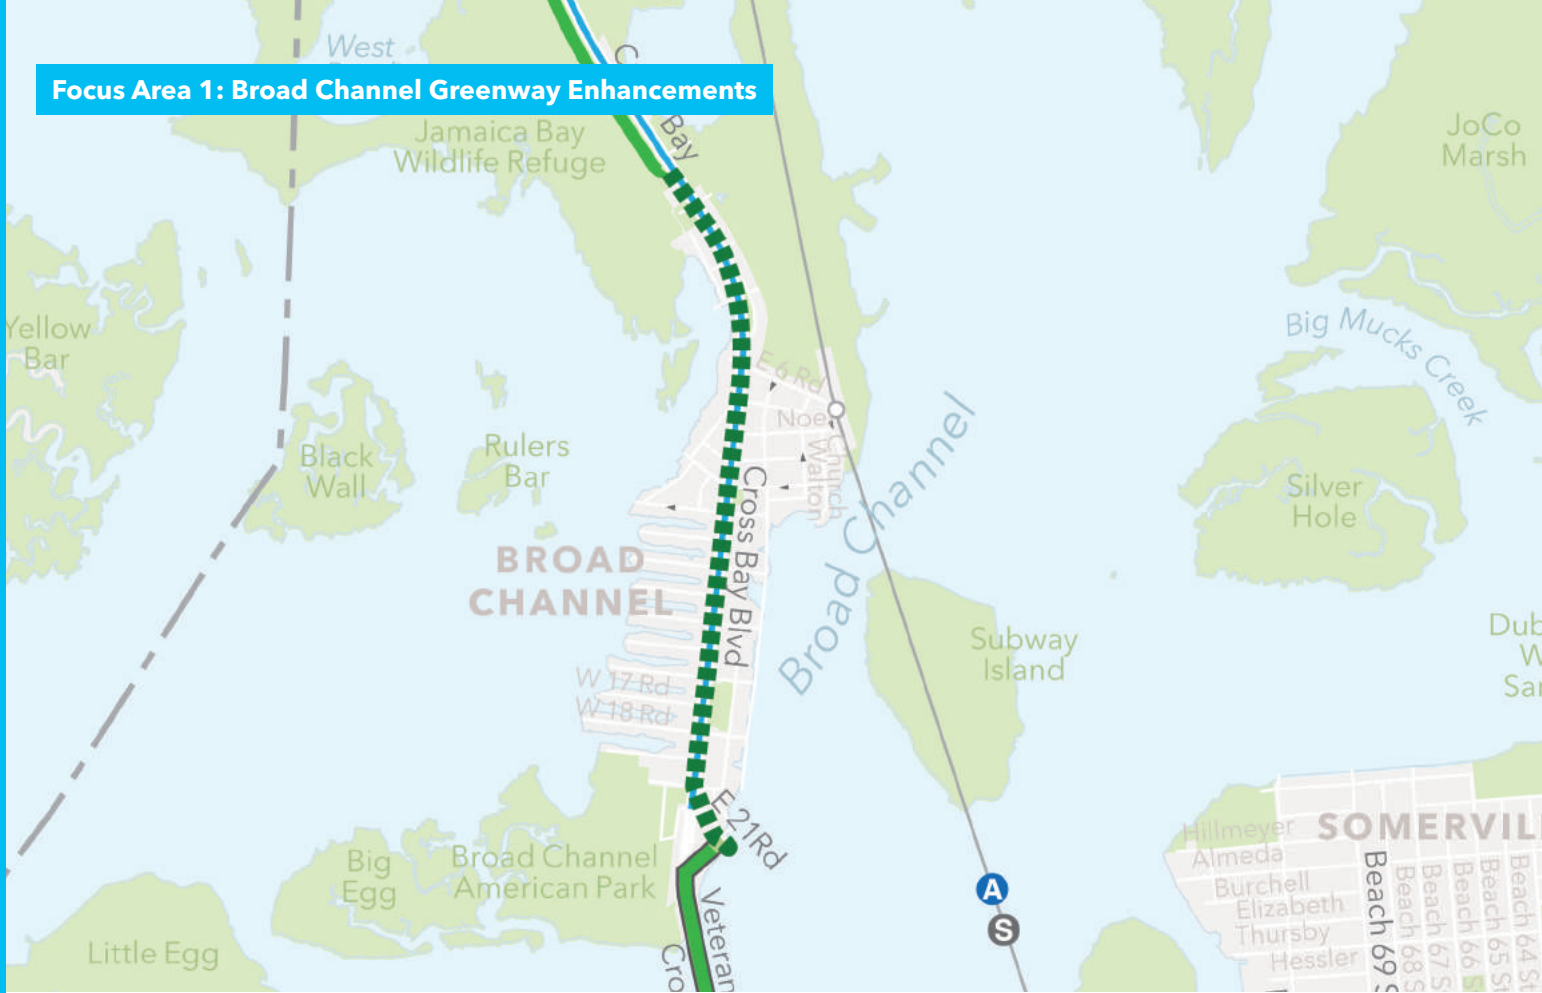 West
Focus Area 1: Broad Channel Greenway Enhancements
Bay
Jamaica Bay
Wildlife Refuge
JoCo
Marsh
Yellow
Bar
Big Mucks Creek
E 6 Rd
Noel
Church
Walton
Black
Wall
Rulers
Bar
Cross Bay Blvd
Broad Channel
Silver
Hole
BROAD
CHANNEL
Subway
Island
W 17 Rd
W 18 Rd
E 21Rd
Hillmeyer
Almeda
Burchell
Elizabeth
Thursby
Hessler
SOMERVIL
Beach 69 S
Beach 68 S
Beach 67 S
Beach 66 S
Beach 65 St
Beach 64 St
Big
Egg
Broad Channel
American Park
A
S
Veteran
Cro
Little Egg